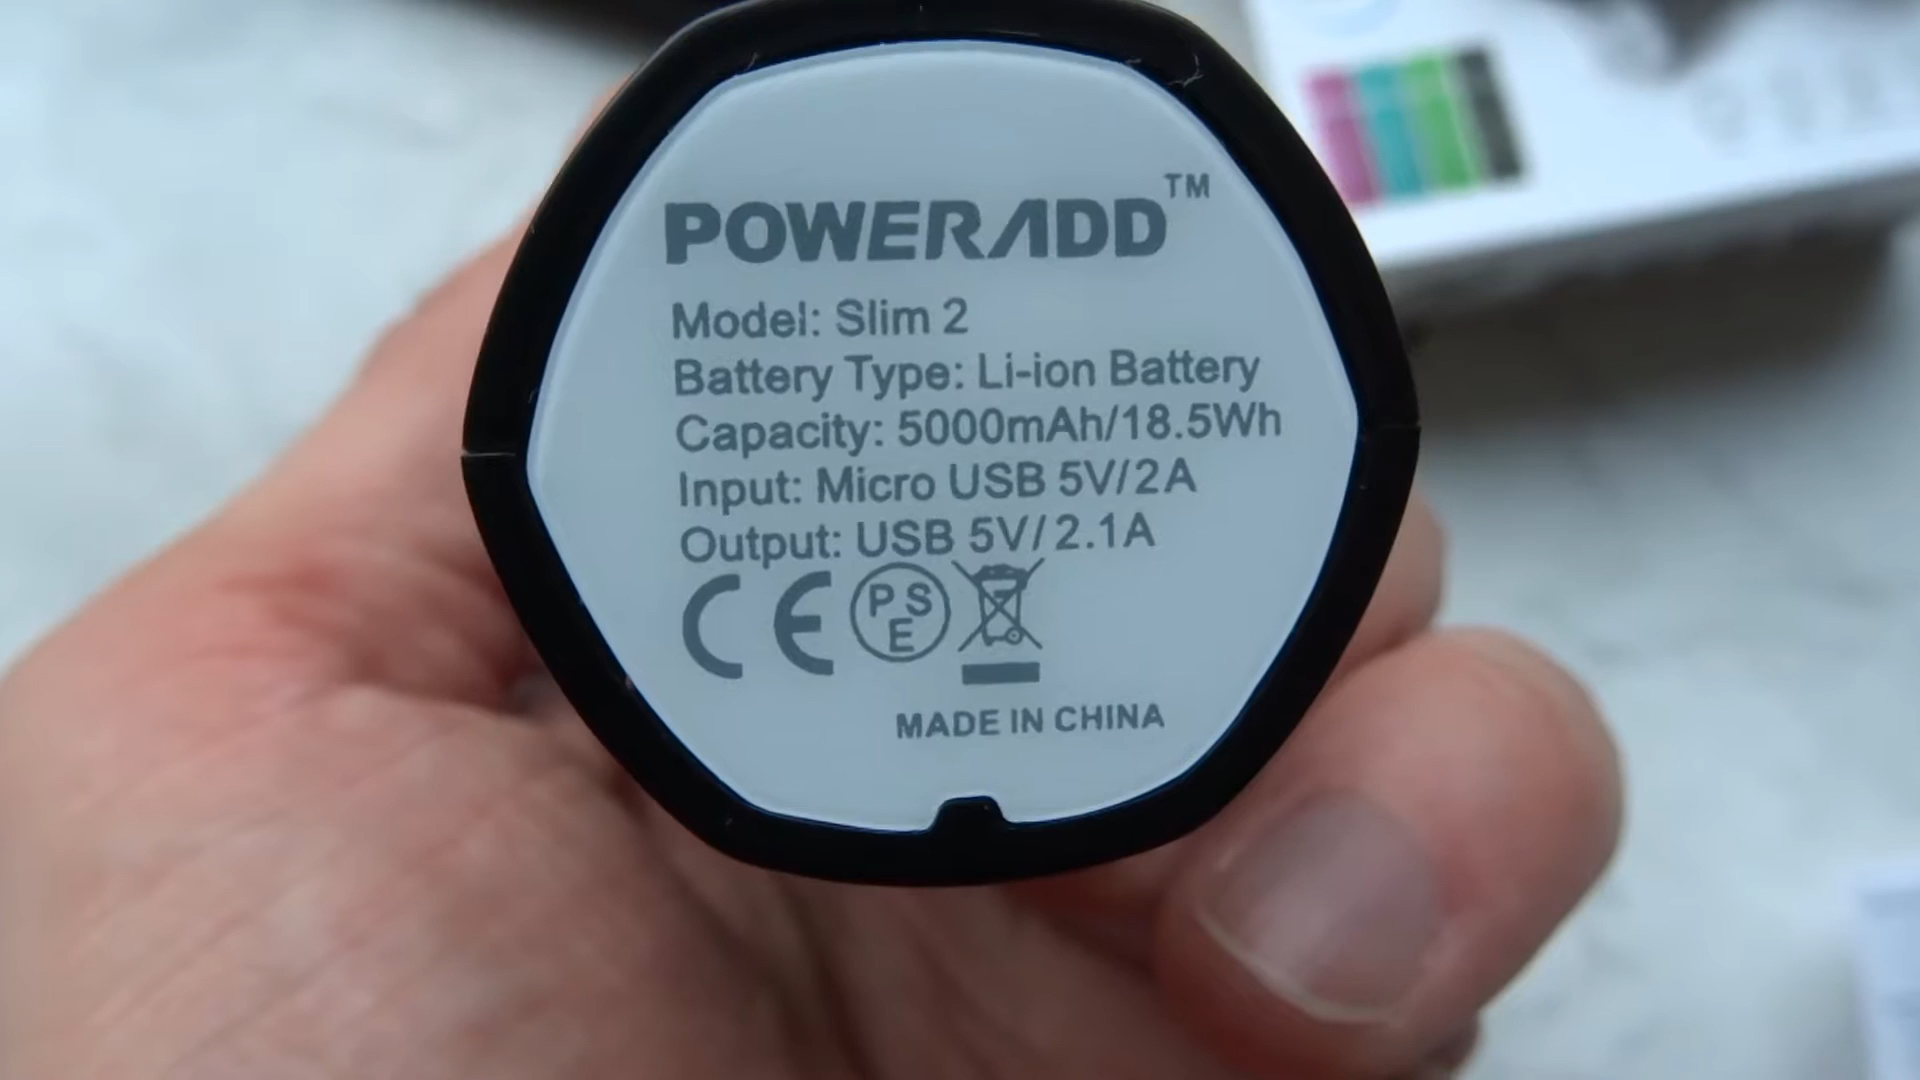 POWERADD™
Model: Slim 2
Battery Type: Li-ion Battery
Capacity: 5000mAh/18.5Wh
Input: Micro USB 5V/2A
Output: USB 5V/2.1A
CE PSE
MADE IN CHINA